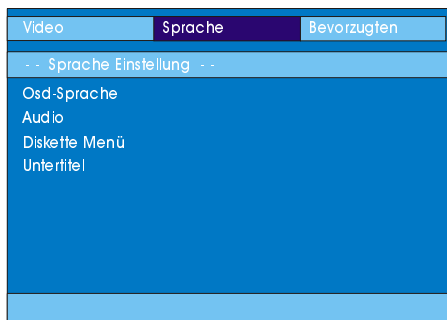 Video Sprache Bevorzugten
- - Sprache Einstellung - -
Osd-Sprache
Audio
Diskette Menü
Untertitel